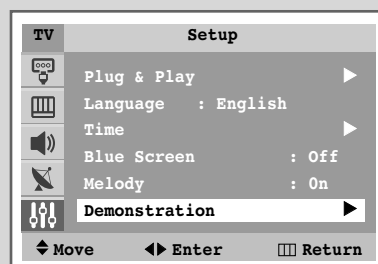 TV Setup
Plug & Play
Language : English
Time
Blue Screen : Off
Melody : On
Demonstration
Move Enter Return